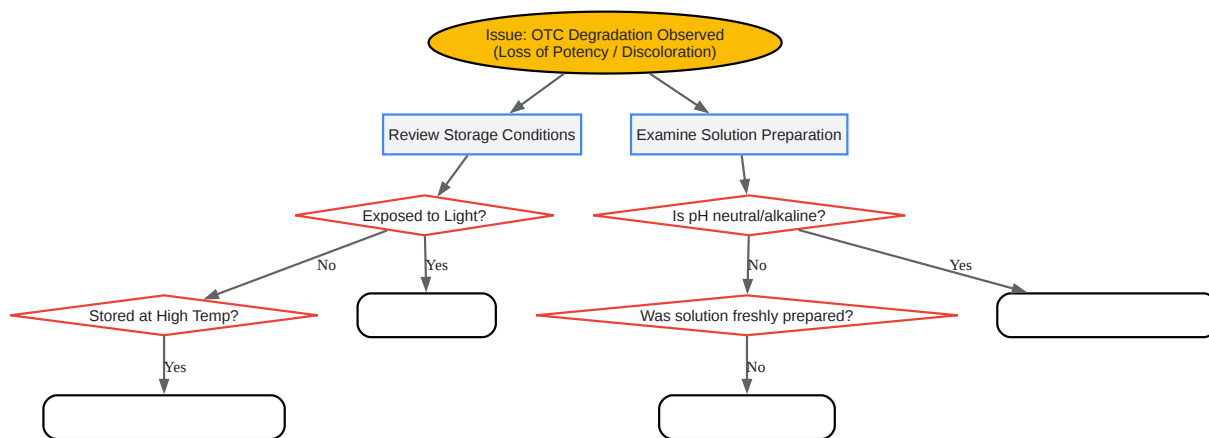 Issue: OTC Degradation Observed
(Loss of Potency / Discoloration)
Review Storage Conditions
Examine Solution Preparation
Exposed to Light?
Is pH neutral/alkaline?
No
Yes
No
Yes
Stored at High Temp?
Was solution freshly prepared?
Yes
No